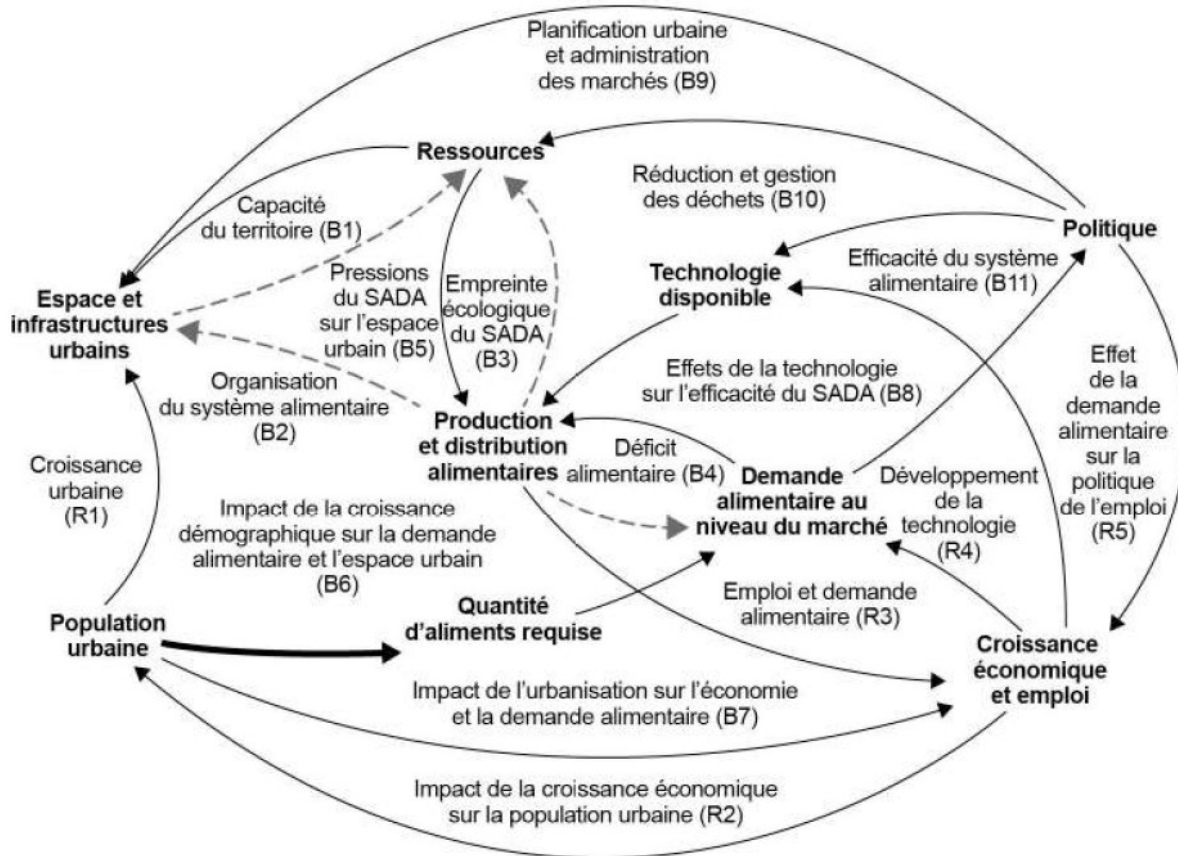 Planification urbaine
et administration
des marchés (B9)
Ressources
Réduction et gestion
des déchets (B10)
Capacité
du territoire (B1)
Politique
Espace et
infrastructures
urbains
Pressions
du SADA
sur l'espace
urbain (B5)
Empreinte
écologique
du SADA
(B3)
Technologie
disponible
Efficacité du système
alimentaire (B11)
Organisation
du système alimentaire
(B2)
Effets de la technologie
sur l'efficacité du SADA (B8)
Effet
de la
demande
alimentaire
sur la
politique
de l'emploi
(R5)
Production
et distribution
alimentaires
Déficit
alimentaire (B4)
Demande
alimentaire au
niveau du marché
Développement
de la
technologie
(R4)
Croissance
urbaine
(R1)
Impact de la croissance
démographique sur la demande
alimentaire et l'espace urbain
(B6)
Population
urbaine
Quantité
d'aliments requise
Emploi et demande
alimentaire (R3)
Croissance
économique
et emploi
Impact de l'urbanisation sur l'économie
et la demande alimentaire (B7)
Impact de la croissance économique
sur la population urbaine (R2)